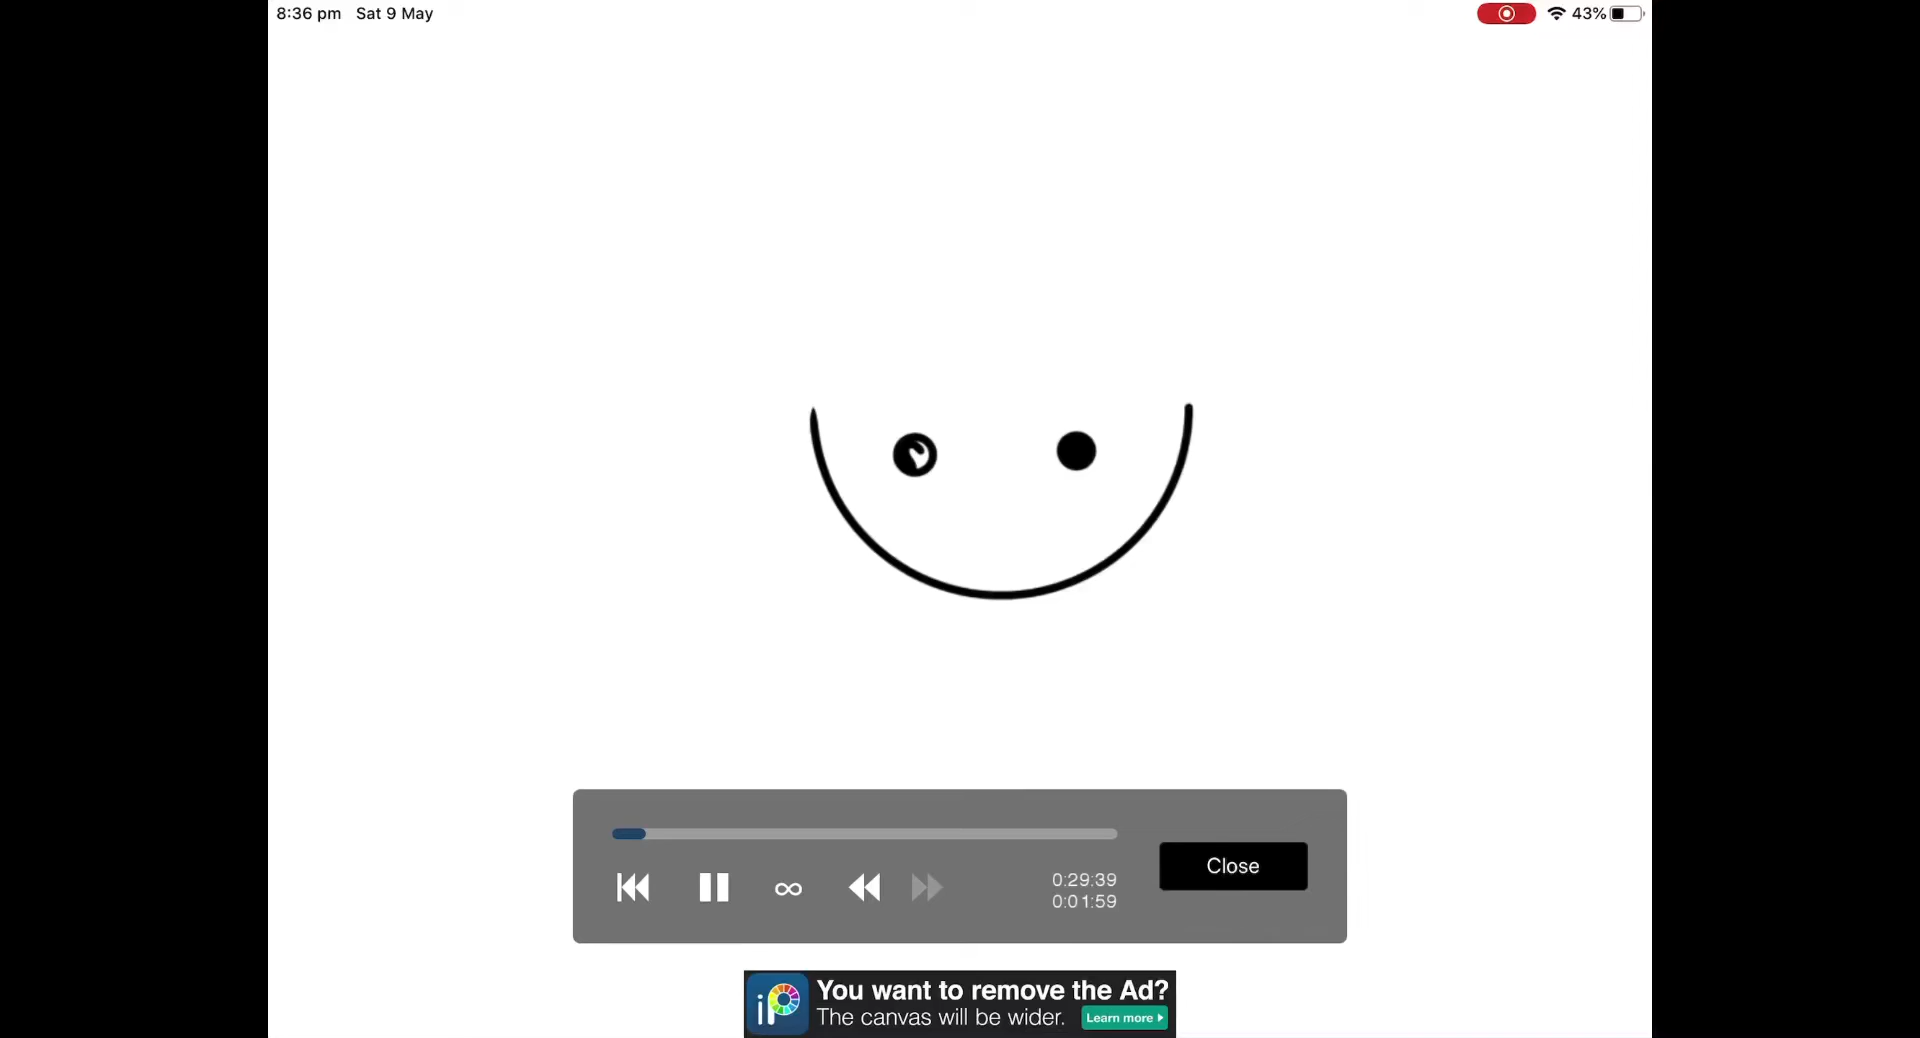 8:36 pm Sat 9 May
43%
0:29:39
0:01:59
Close
iP
You want to remove the Ad?
The canvas will be wider.
Learn more